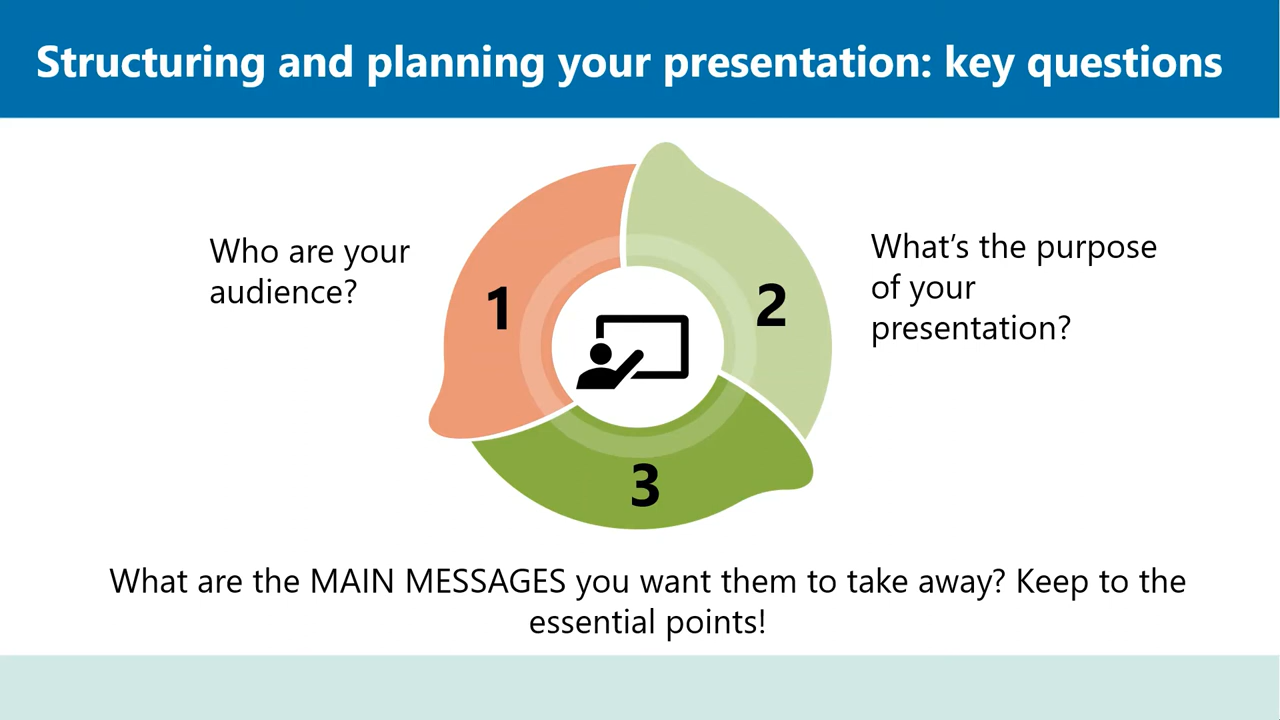 Structuring and planning your presentation: key questions
Who are your
audience?
1
2
What’s the purpose
of your
presentation?
3
What are the MAIN MESSAGES you want them to take away? Keep to the
essential points!